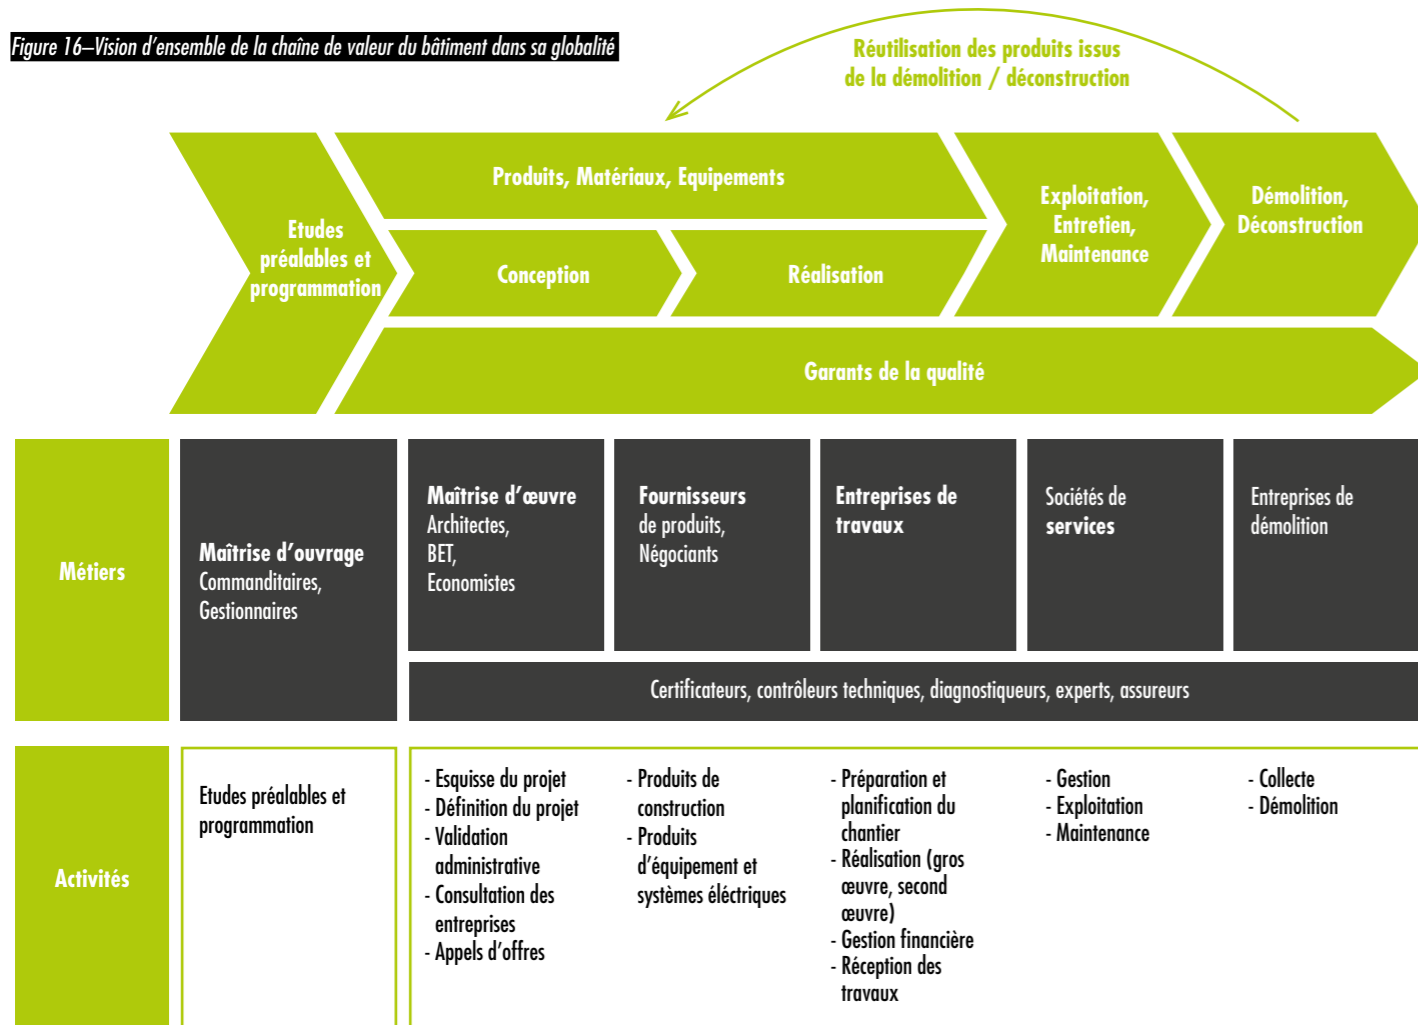 Figure 16–Vision d’ensemble de la chaîne de valeur du bâtiment dans sa globalité
Réutilisation des produits issus
de la démolition / déconstruction
Etudes
préalables et
programmation
Produits, Matériaux, Equipements
Conception
Réalisation
Exploitation,
Entretien,
Maintenance
Démolition,
Déconstruction
Garants de la qualité
Métiers
Maîtrise d’ouvrage
Commanditaires,
Gestionnaires
Maîtrise d’œuvre
Architectes,
BET,
Economistes
Fournisseurs
de produits,
Négociants
Entreprises de
travaux
Sociétés de
services
Entreprises de
démolition
Certificateurs, contrôleurs techniques, diagnostiqueurs, experts, assureurs
Activités
Etudes préalables et
programmation
- Esquisse du projet
- Définition du projet
- Validation
administrative
- Consultation des
entreprises
- Appels d’offres
- Produits de
construction
- Produits
d’équipement et
systèmes éléctriques
- Préparation et
planification du
chantier
- Réalisation (gros
œuvre, second
œuvre)
- Gestion financière
- Réception des
travaux
- Gestion
- Exploitation
- Maintenance
- Collecte
- Démolition